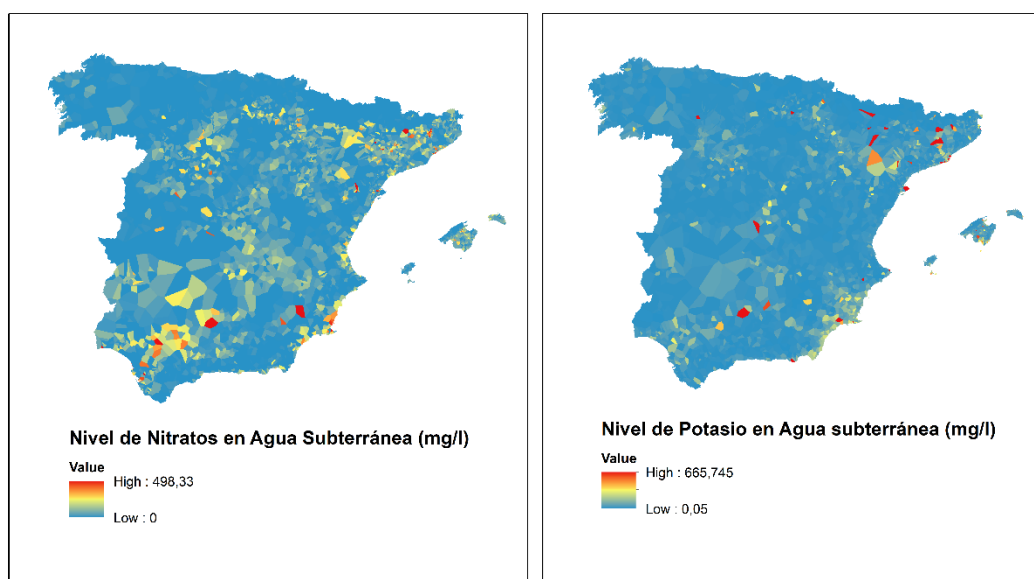 Nivel de Nitratos en Agua Subterránea (mg/l)
Value
High : 498,33
Low : 0
Nivel de Potasio en Agua subterránea (mg/l)
Value
High : 665,745
Low : 0,05